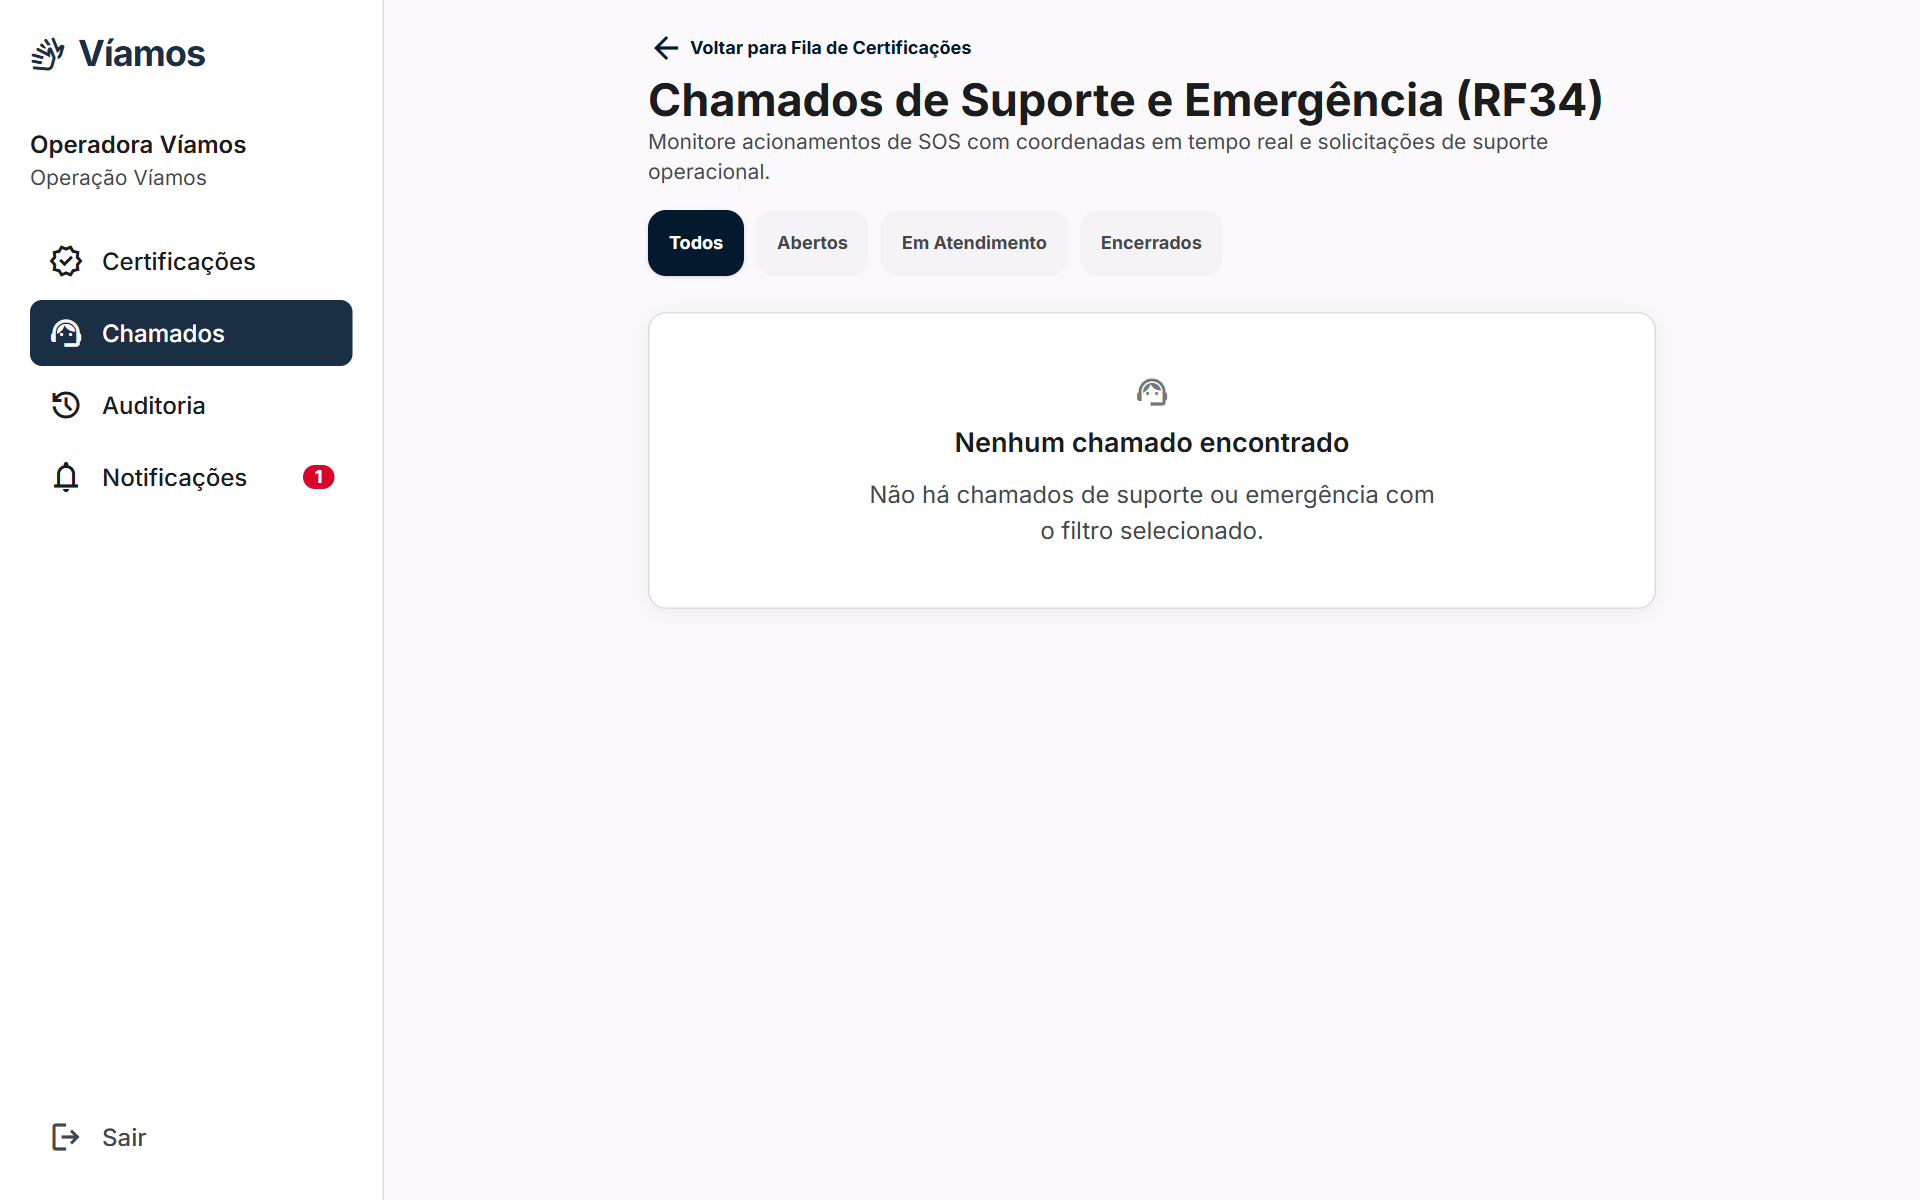 Víamos
Operadora Víamos
Operação Víamos
Certificações
Chamados
Auditoria
Notificações 1
Sair
Voltar para Fila de Certificações
Chamados de Suporte e Emergência (RF34)
Monitore acionamentos de SOS com coordenadas em tempo real e solicitações de suporte
operacional.
Todos Abertos Em Atendimento Encerrados
Nenhum chamado encontrado
Não há chamados de suporte ou emergência com
o filtro selecionado.